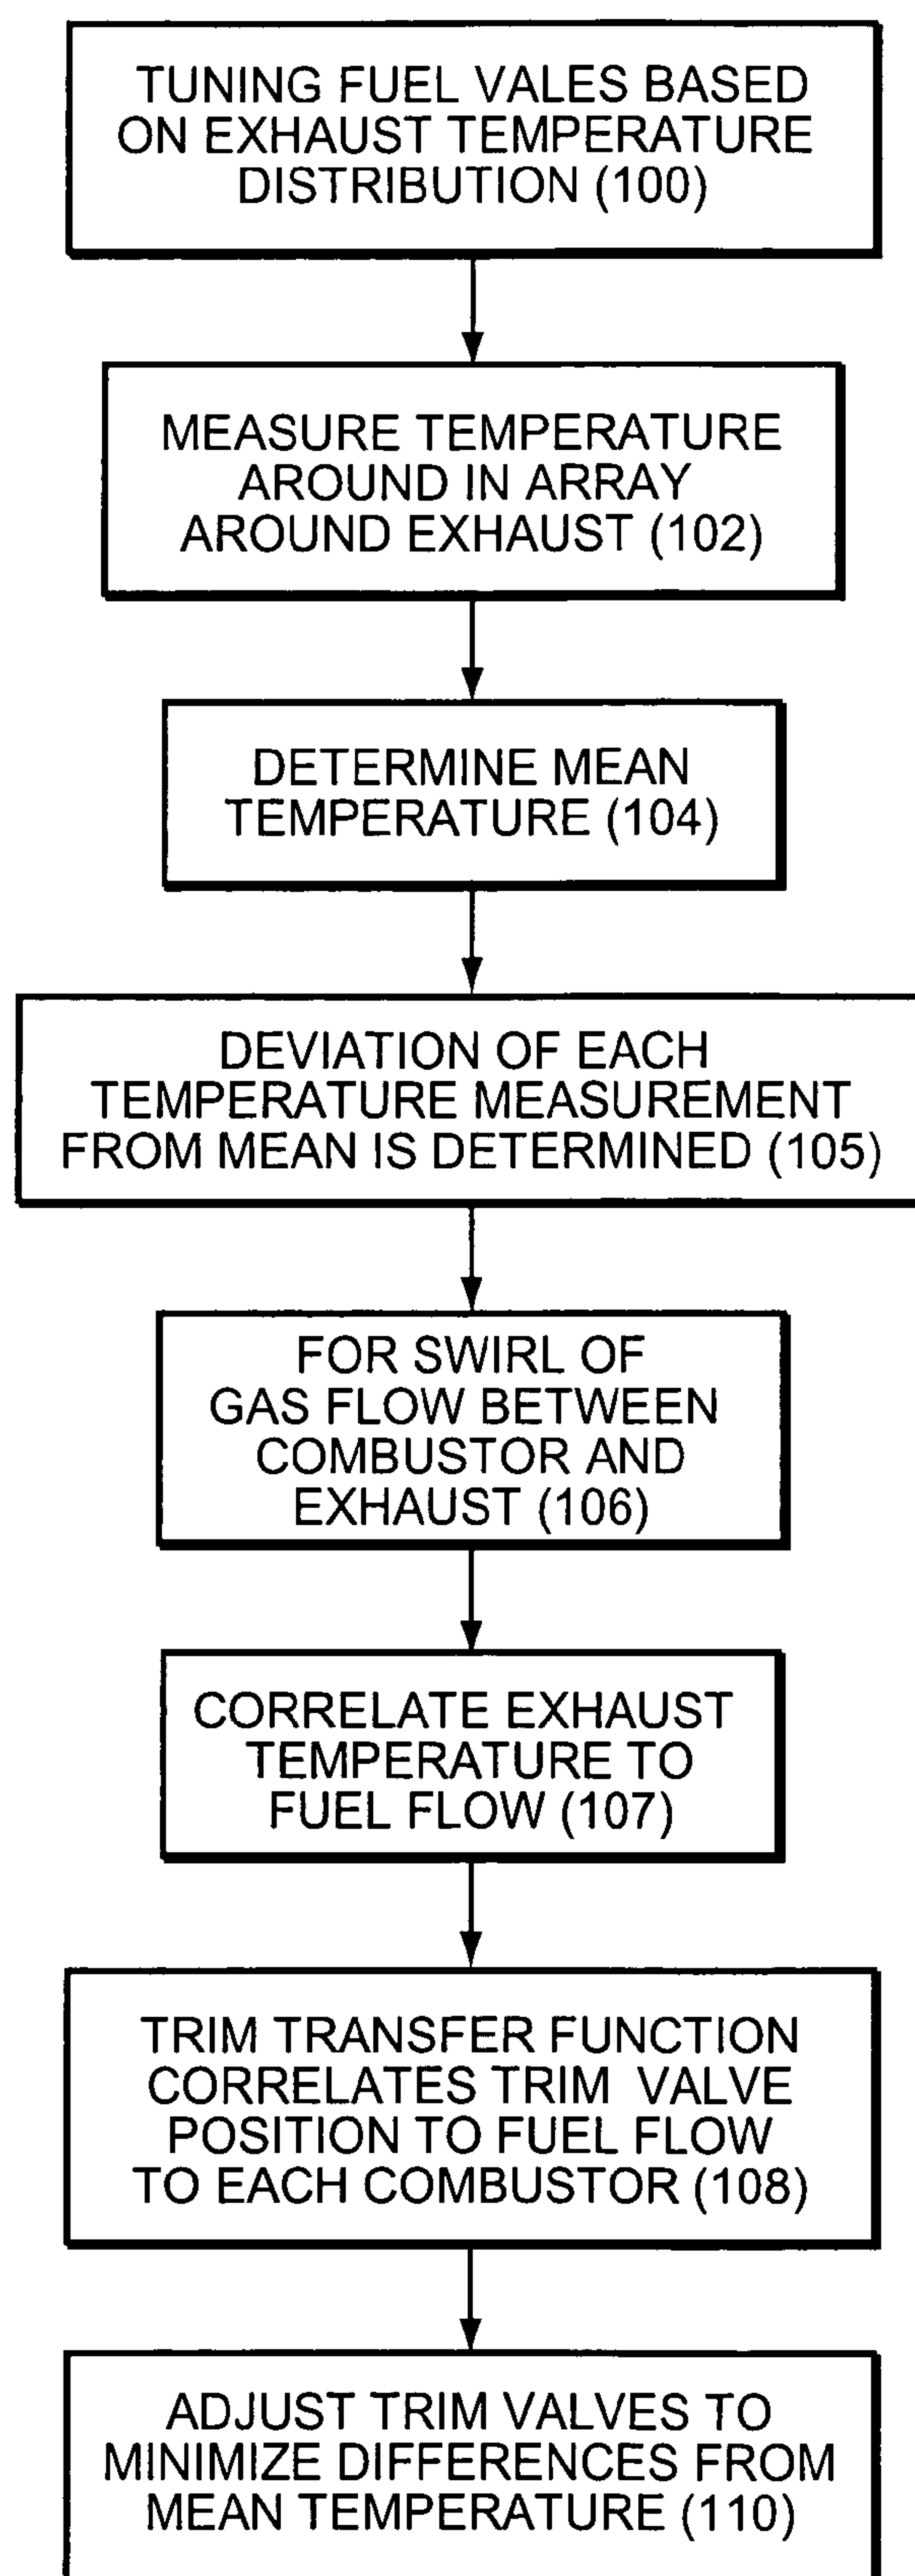 TUNING FUEL VALES BASED
ON EXHAUST TEMPERATURE
DISTRIBUTION (100)
MEASURE TEMPERATURE
AROUND IN ARRAY
AROUND EXHAUST (102)
DETERMINE MEAN
TEMPERATURE (104)
DEVIATION OF EACH
TEMPERATURE MEASUREMENT
FROM MEAN IS DETERMINED (105)
FOR SWIRL OF
GAS FLOW BETWEEN
COMBUSTOR AND
EXHAUST (106)
CORRELATE EXHAUST
TEMPERATURE TO
FUEL FLOW (107)
TRIM TRANSFER FUNCTION
CORRELATES TRIM VALVE
POSITION TO FUEL FLOW
TO EACH COMBUSTOR (108)
ADJUST TRIM VALVES TO
MINIMIZE DIFFERENCES FROM
MEAN TEMPERATURE (110)